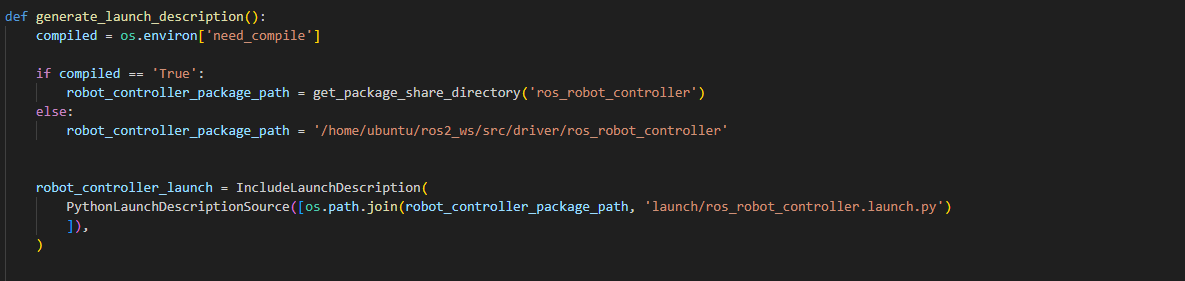 def generate_launch_description():
    compiled = os.environ['need_compile']
    if compiled == 'True':
        robot_controller_package_path = get_package_share_directory('ros_robot_controller')
    else:
        robot_controller_package_path = '/home/ubuntu/ros2_ws/src/driver/ros_robot_controller'
    robot_controller_launch = IncludeLaunchDescription(
        PythonLaunchDescriptionSource([os.path.join(robot_controller_package_path, 'launch/ros_robot_controller.launch.py')
        ]),
    )